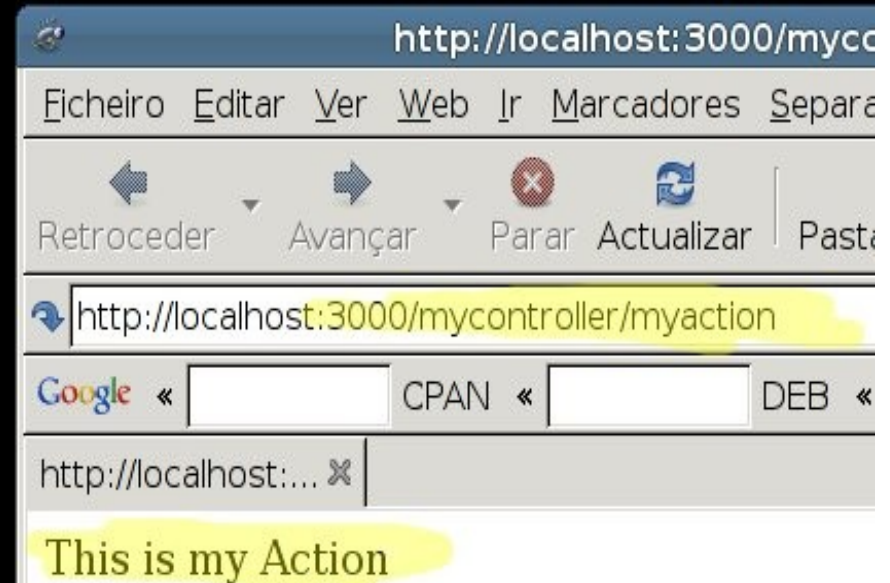 http://localhost:3000/myco
Ficheiro Editar Ver Web Ir Marcadores Separa
Retroceder Avançar Parar Actualizar Pasta
http://localhost:3000/mycontroller/myaction
Google « CPAN « DEB «
http://localhost:...
This is my Action